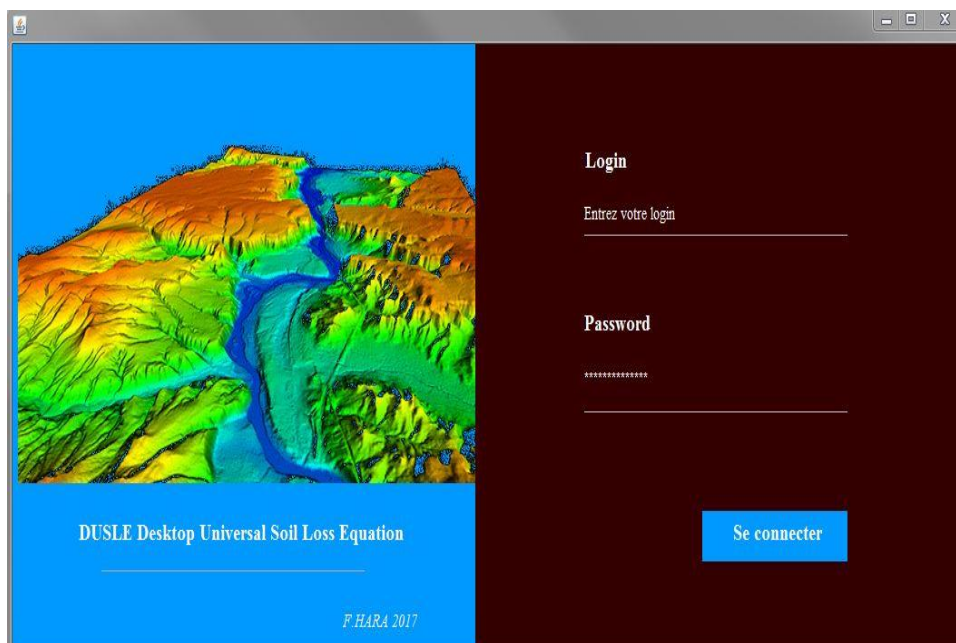 DUSLE Desktop Universal Soil Loss Equation
F.HARA 2017
Login
Entrez votre login
Password
**************
Se connecter